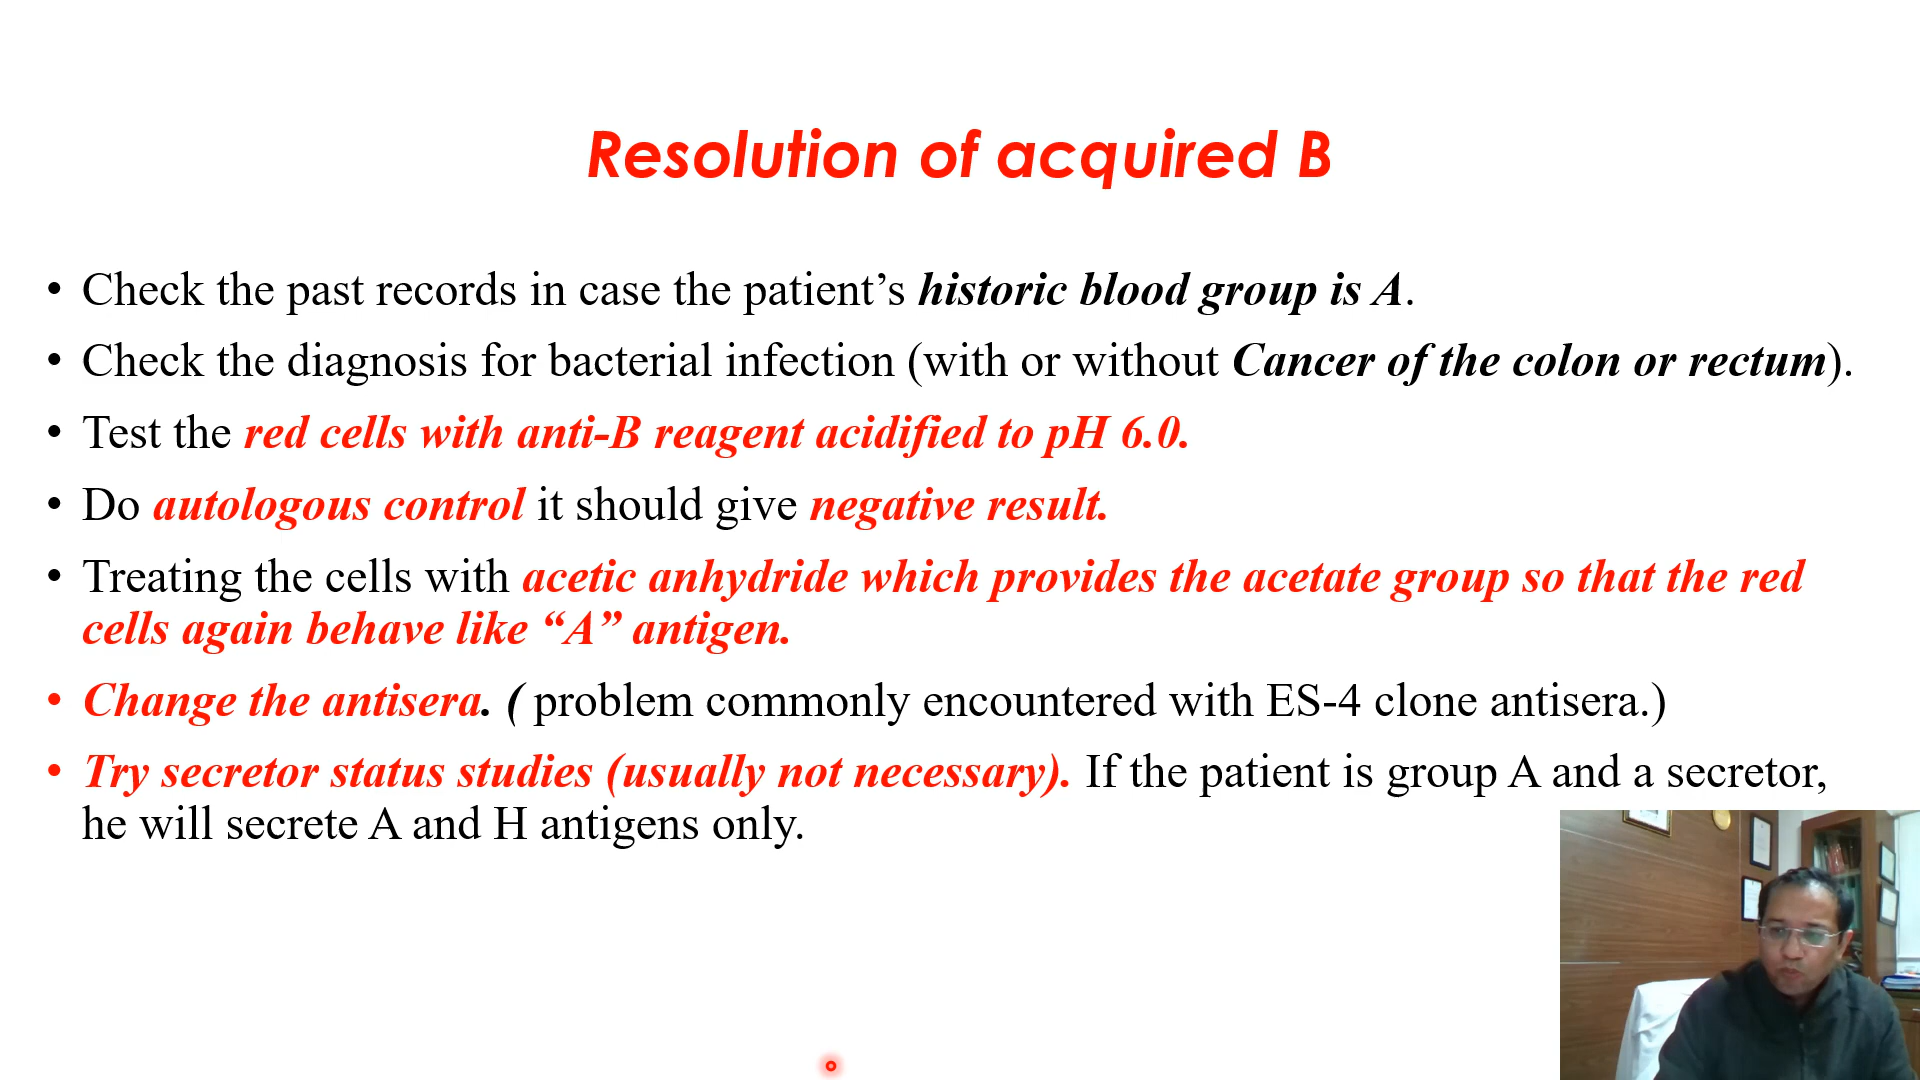 Resolution of acquired B
• Check the past records in case the patient’s historic blood group is A.
• Check the diagnosis for bacterial infection (with or without Cancer of the colon or rectum).
• Test the red cells with anti-B reagent acidified to pH 6.0.
• Do autologous control it should give negative result.
• Treating the cells with acetic anhydride which provides the acetate group so that the red
cells again behave like “A” antigen.
• Change the antisera. ( problem commonly encountered with ES-4 clone antisera.)
• Try secretor status studies (usually not necessary). If the patient is group A and a secretor,
he will secrete A and H antigens only.